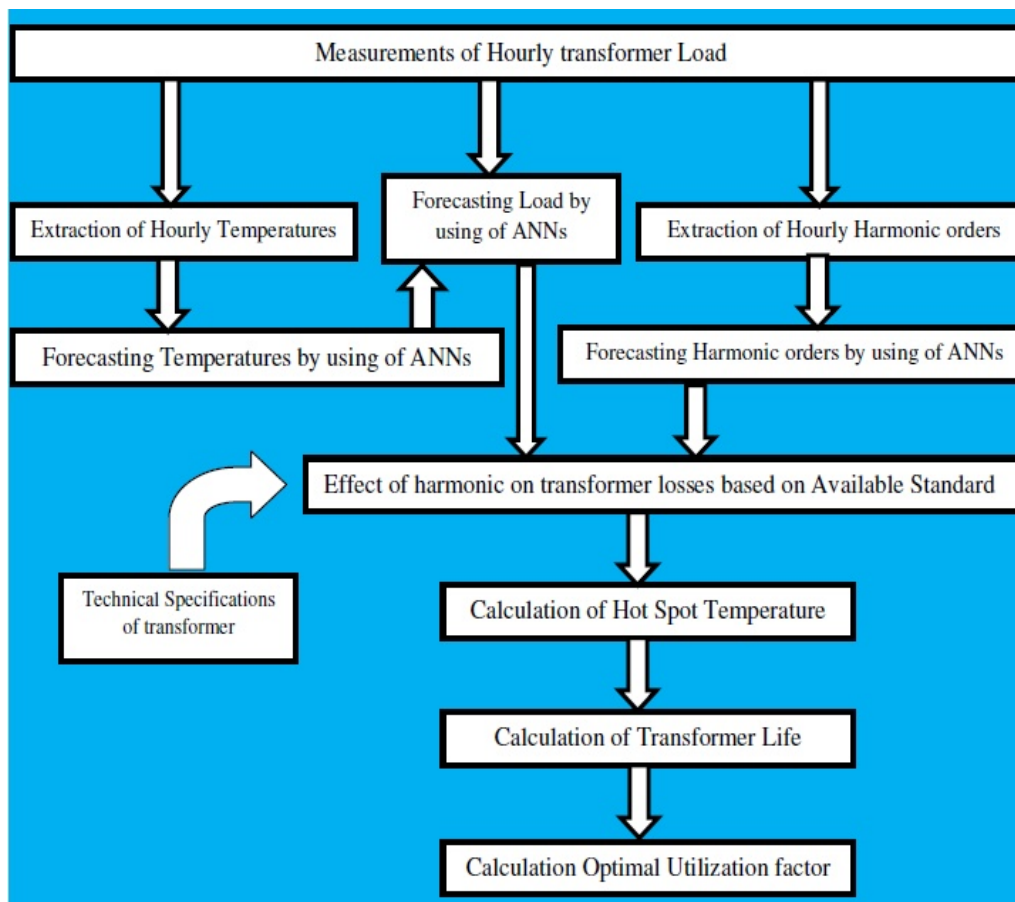 Measurements of Hourly transformer Load
Forecasting Load by
using of ANNs
Extraction of Hourly Temperatures
Extraction of Hourly Harmonic orders
Forecasting Temperatures by using of ANNs
Forecasting Harmonic orders by using of ANNs
Effect of harmonic on transformer losses based on Available Standard
Technical Specifications
of transformer
Calculation of Hot Spot Temperature
Calculation of Transformer Life
Calculation Optimal Utilization factor